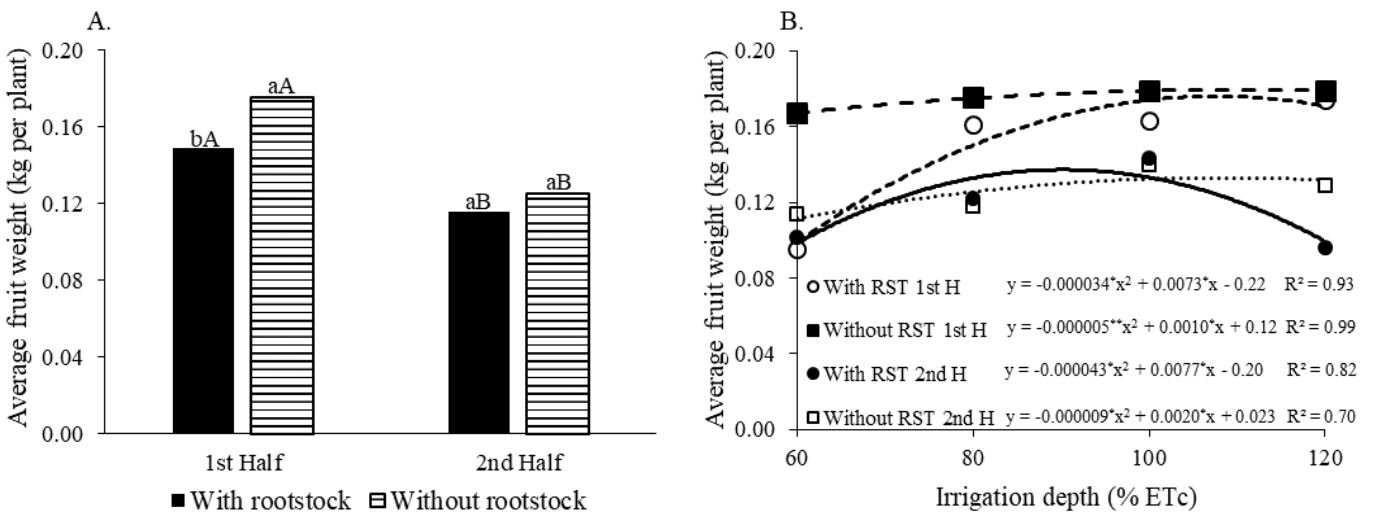 A.
Average fruit weight (kg per plant)
0.20
0.16
0.12
0.08
0.04
0.00
bA
aA
aB
aB
1st Half
2nd Half
With rootstock
Without rootstock
B.
Average fruit weight (kg per plant)
0.20
0.16
0.12
0.08
0.04
0.00
With RST 1st H y = -0.000034*x² + 0.0073*x - 0.22 R² = 0.93
Without RST 1st H y = -0.000005**x² + 0.0010*x + 0.12 R² = 0.99
With RST 2nd H y = -0.000043*x² + 0.0077*x - 0.20 R² = 0.82
Without RST 2nd H y = -0.000009*x² + 0.0020*x + 0.023 R² = 0.70
60
80
100
120
Irrigation depth (% ETc)